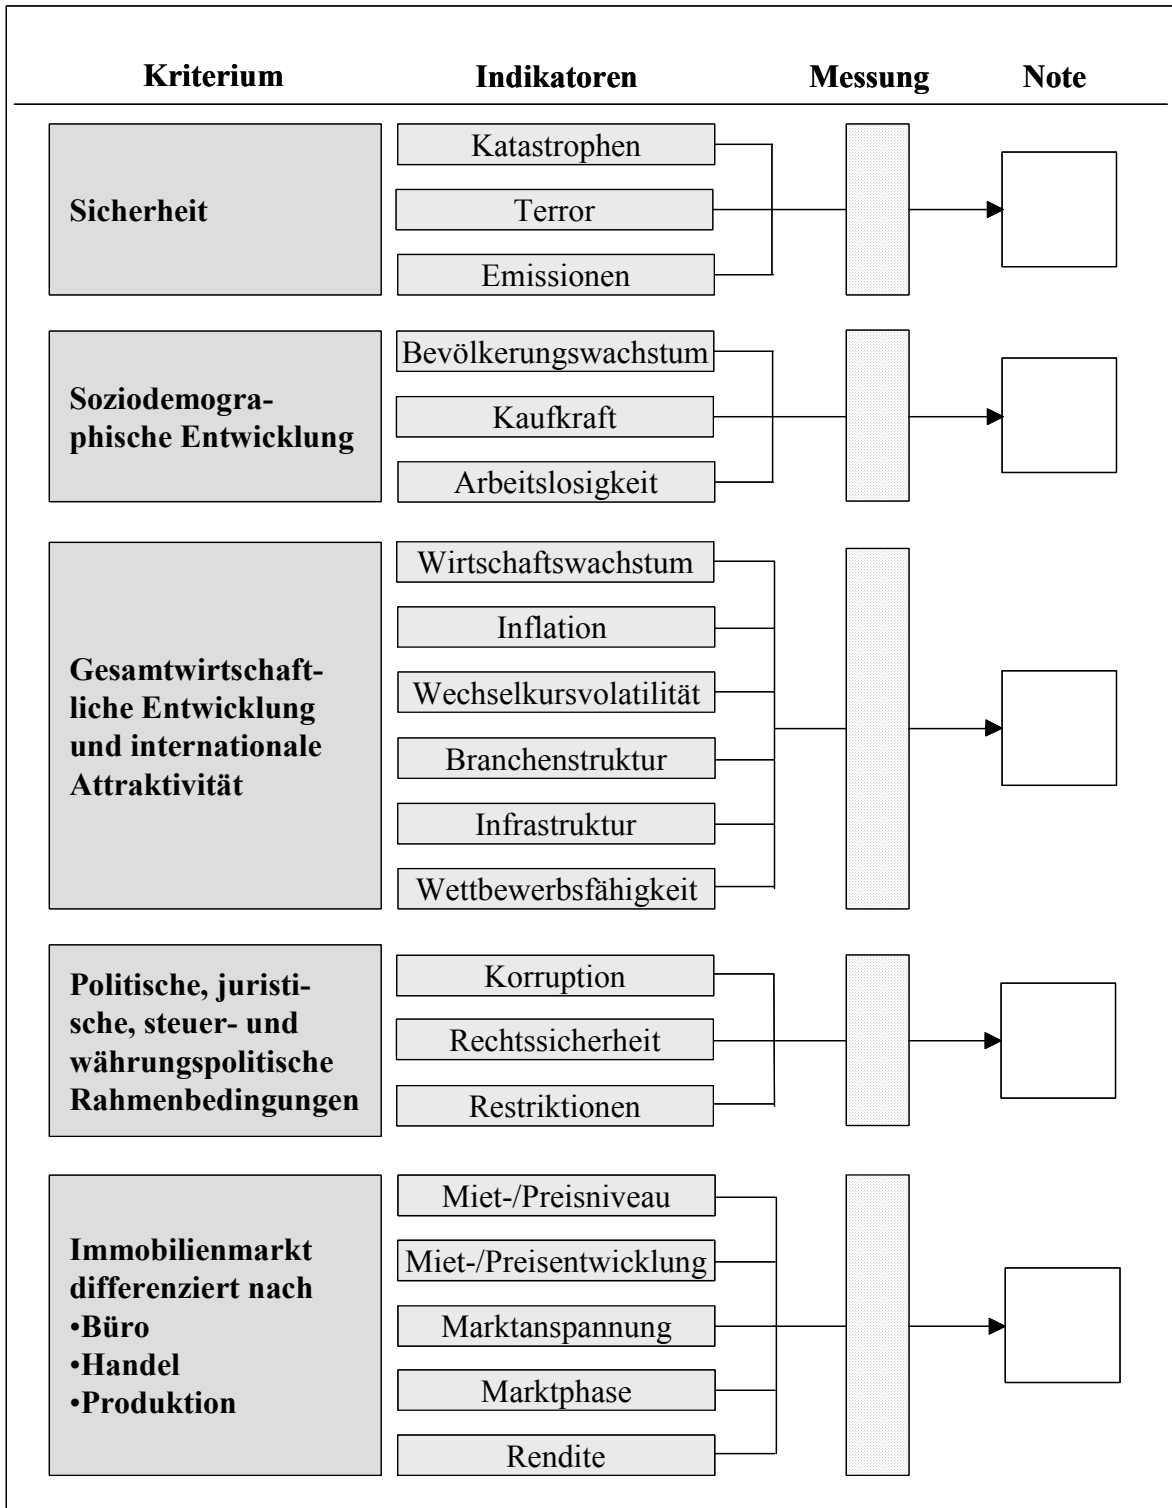 Kriterium Indikatoren Messung Note
Sicherheit
Katastrophen
Terror
Emissionen
Soziodemogra-
phische Entwicklung
Bevölkerungswachstum
Kaufkraft
Arbeitslosigkeit
Gesamtwirtschaft-
liche Entwicklung
und internationale
Attraktivität
Wirtschaftswachstum
Inflation
Wechselkursvolatilität
Branchenstruktur
Infrastruktur
Wettbewerbsfähigkeit
Politische, juristi-
sche, steuer- und
währungspolitische
Rahmenbedingungen
Korruption
Rechtssicherheit
Restriktionen
Immobilienmarkt
differenziert nach
•Büro
•Handel
•Produktion
Miet-/Preisniveau
Miet-/Preisentwicklung
Marktanspannung
Marktphase
Rendite